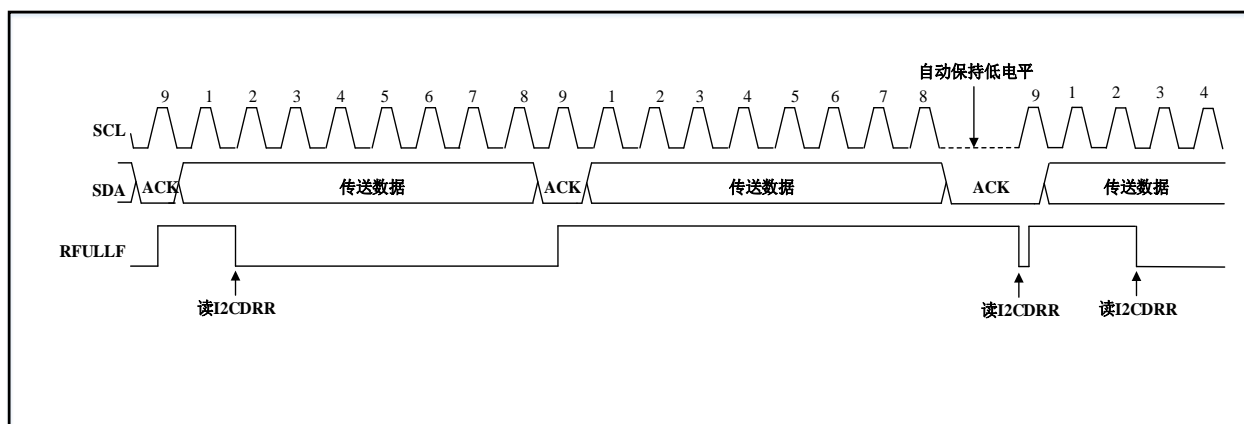 自动保持低电平
9 1 2 3 4 5 6 7 8 9 1 2 3 4 5 6 7 8 9 1 2 3 4
SCL
SDA ACK 传送数据 ACK 传送数据 ACK 传送数据
RFULLF
读I2CDRR 读I2CDRR 读I2CDRR